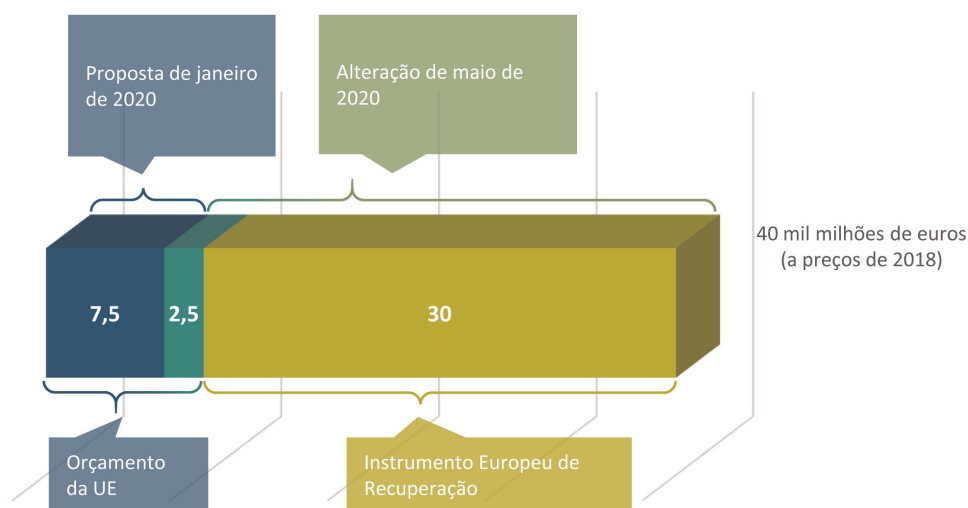 Proposta de janeiro
de 2020
Alteração de maio de
2020
40 mil milhões de euros
(a preços de 2018)
7,5
2,5
30
Orçamento
da UE
Instrumento Europeu de
Recuperação